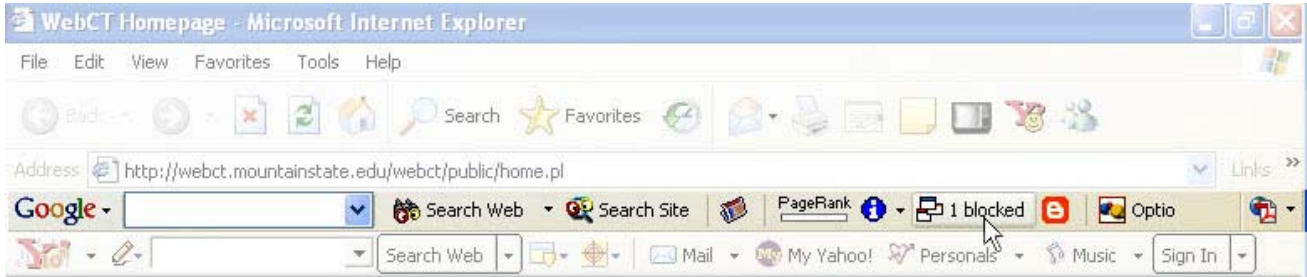 WebCT Homepage - Microsoft Internet Explorer
File Edit View Favorites Tools Help
Back Search Favorites
Address http://webct.mountainstate.edu/webct/public/home.pl Links »
Google Search Web Search Site PageRank 1 blocked Optio
Search Web Mail My Yahoo! Personals Music Sign In